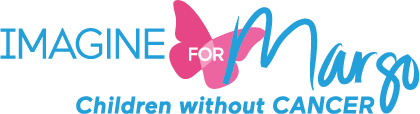 IMAGINE FOR Margo
Children without CANCER